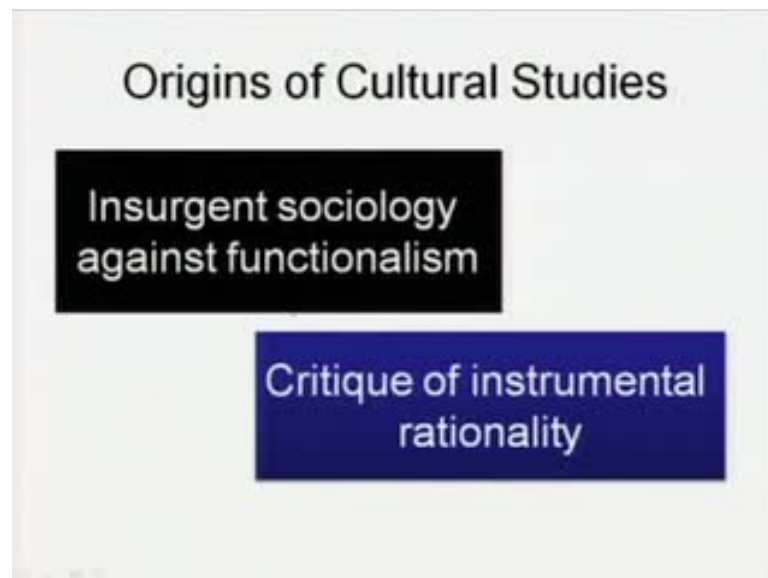 Origins of Cultural Studies
Insurgent sociology
against functionalism
Critique of instrumental
rationality